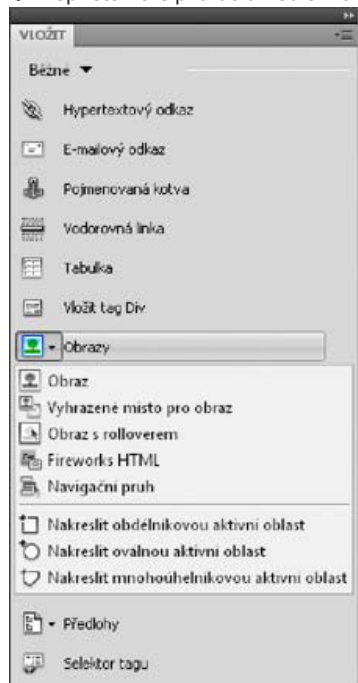 VLOŽIT
Běžné
Hypertextový odkaz
E-mailový odkaz
Pojmenovaná kotva
Vodorovná linka
Tabulka
Vložit tag Div
Obrazy
Obraz
Vyhrazené místo pro obraz
Obraz s rolloverem
Fireworks HTML
Navigační pruh
Nakreslit obdélníkovou aktivní oblast
Nakreslit oválnou aktivní oblast
Nakreslit mnohoúhelníkovou aktivní oblast
Předlohy
Selektor tagu